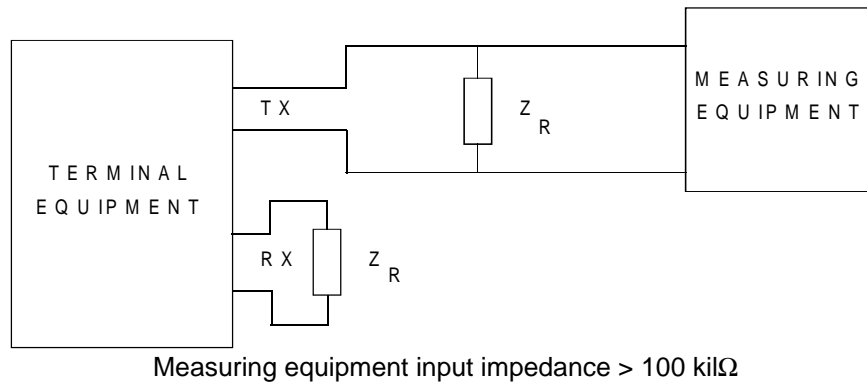 TERMINAL
EQUIPMENT
TX
Z R
RX
Z R
MEASURING
EQUIPMENT
Measuring equipment input impedance > 100 kilΩ